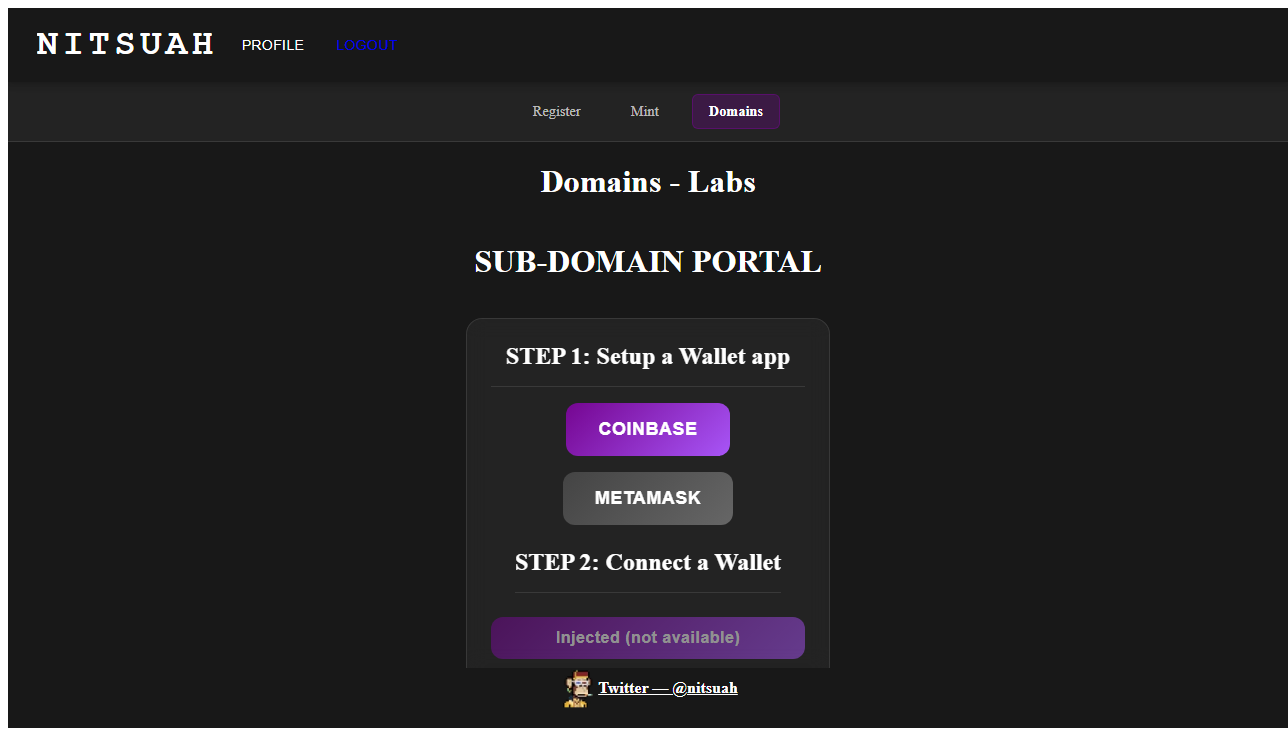 NITSUAH PROFILE LOGOUT
Register Mint Domains
Domains - Labs
SUB-DOMAIN PORTAL
STEP 1: Setup a Wallet app
COINBASE
METAMASK
STEP 2: Connect a Wallet
Injected (not available)
Twitter — @nitsuah